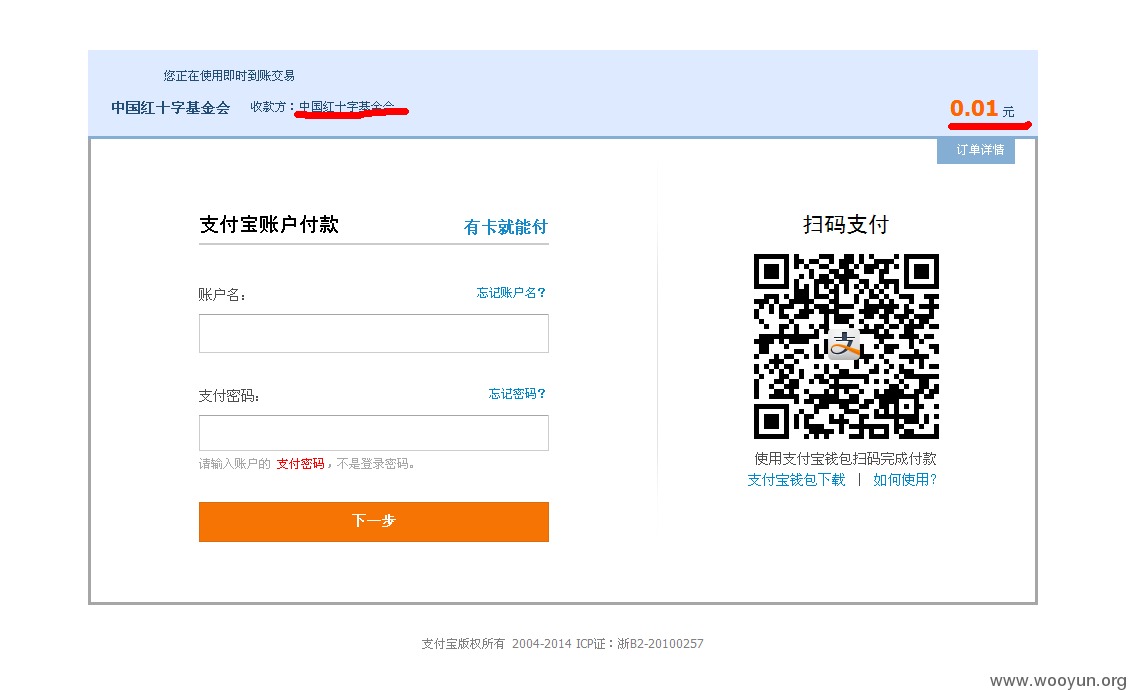 您正在使用即时到账交易
中国红十字基金会 收款方：中国红十字基金会 0.01 元
订单详情
支付宝账户付款 有卡就能付
账户名： 忘记账户名？
支付密码： 忘记密码？
请输入账户的 支付密码，不是登录密码。
下一步
扫码支付
支
使用支付宝钱包扫码完成付款
支付宝钱包下载 | 如何使用？
支付宝版权所有 2004-2014 ICP证：浙B2-20100257
www.wooyun.org